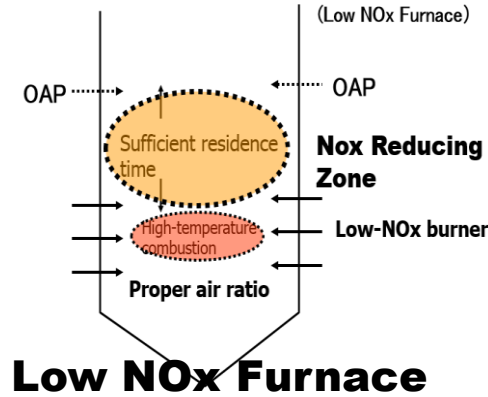 (Low NOx Furnace)
OAP
OAP
Sufficient residence
time
Nox Reducing
Zone
High-temperature
combustion
Low-NOx burner
Proper air ratio
Low NOx Furnace